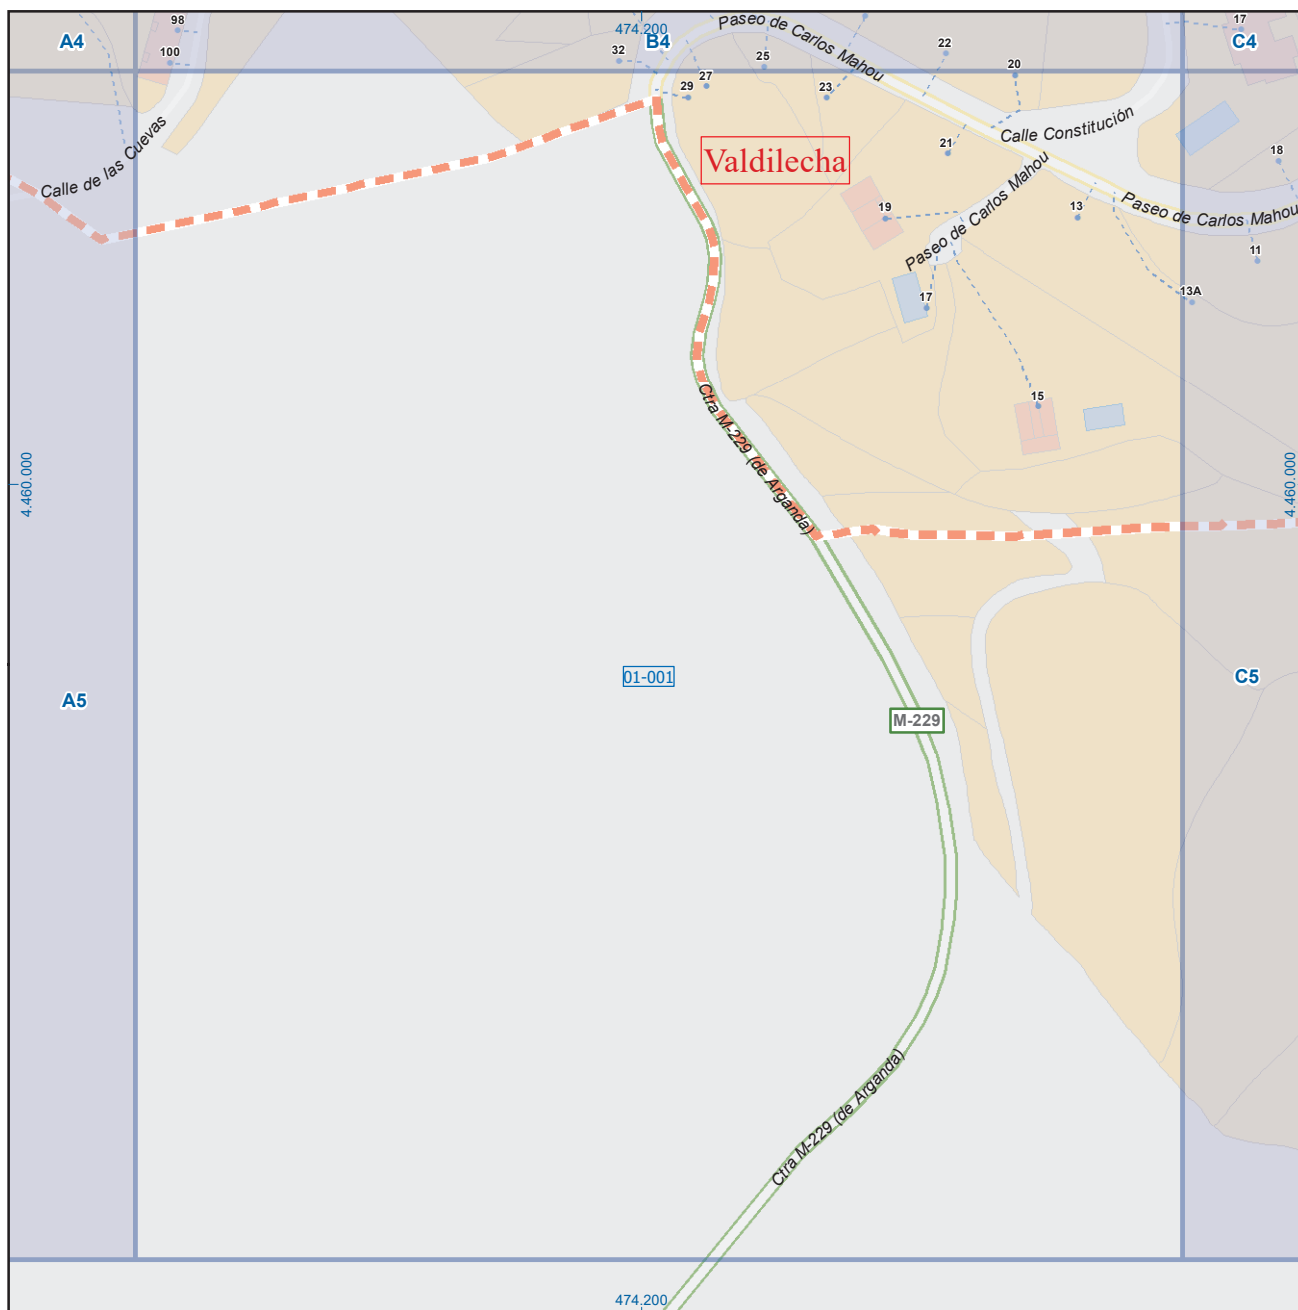 A4
98
100
474.200
32
B4
Paseo de Carlos Mahou
22
17
C4
25
27
29
23
20
Calle Constitución
Calle de las Cuevas
Valdilecha
21
18
Paseo de Carlos Mahou
19
13
Paseo de Carlos Mahou
11
17
13A
Ctra M-229 (de Arganda)
15
4.460.000
4.460.000
01-001
A5
C5
M-229
Ctra M-229 (de Arganda)
474.200